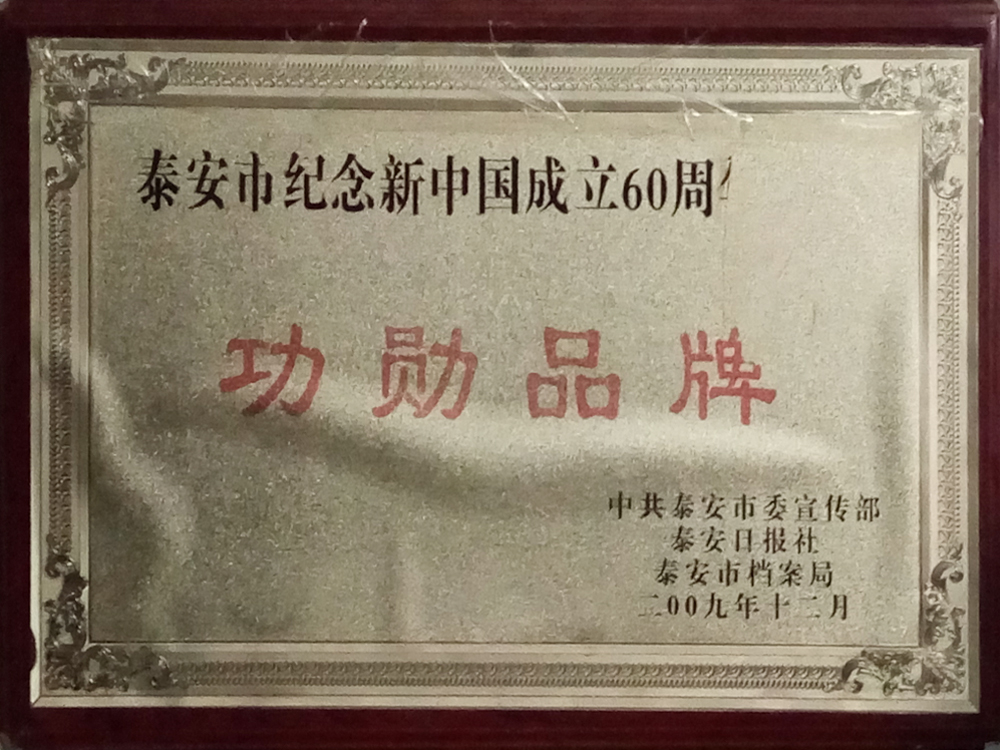 泰安市纪念新中国成立60周
功勋品牌
中共泰安市委宣传部
泰安日报社
泰安市档案局
二00九年十二月